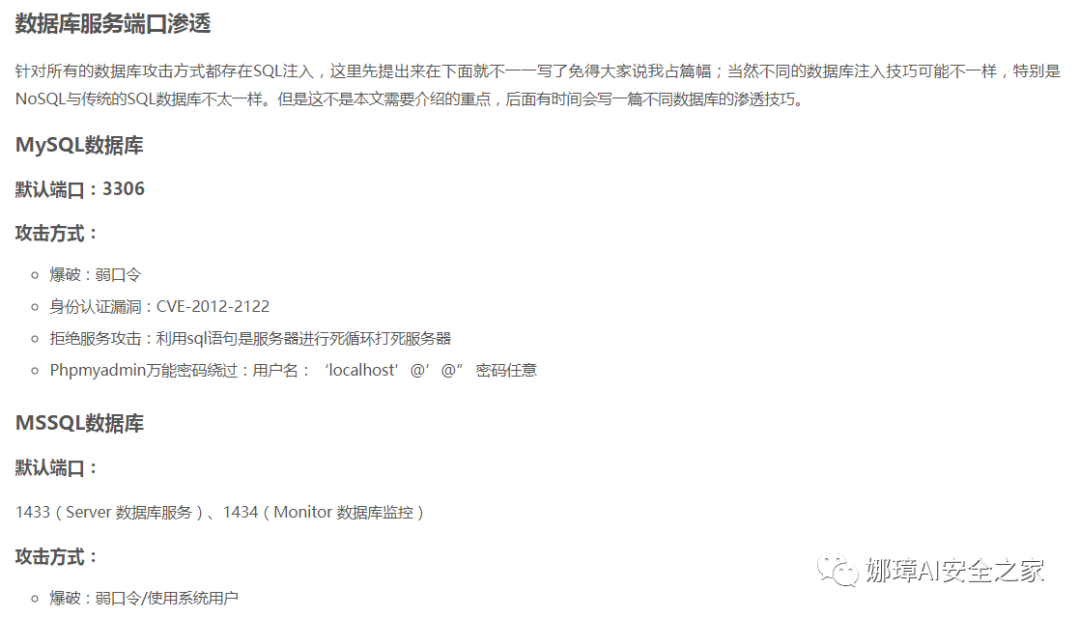 数据库服务端口渗透
针对所有的数据库攻击方式都存在SQL注入，这里先提出来在下面就不一一写了免得大家说我占篇幅；当然不同的数据库注入技巧可能不一样，特别是
NoSQL与传统的SQL数据库不太一样。但是这不是本文需要介绍的重点，后面有时间会写一篇不同数据库的渗透技巧。
MySQL数据库
默认端口：3306
攻击方式：
爆破：弱口令
身份认证漏洞：CVE-2012-2122
拒绝服务攻击：利用sql语句是服务器进行死循环打死服务器
Phpmyadmin万能密码绕过：用户名：‘localhost’@’@” 密码任意
MSSQL数据库
默认端口：
1433（Server 数据库服务）、1434（Monitor 数据库监控）
攻击方式：
爆破：弱口令/使用系统用户
娜璋AI安全之家